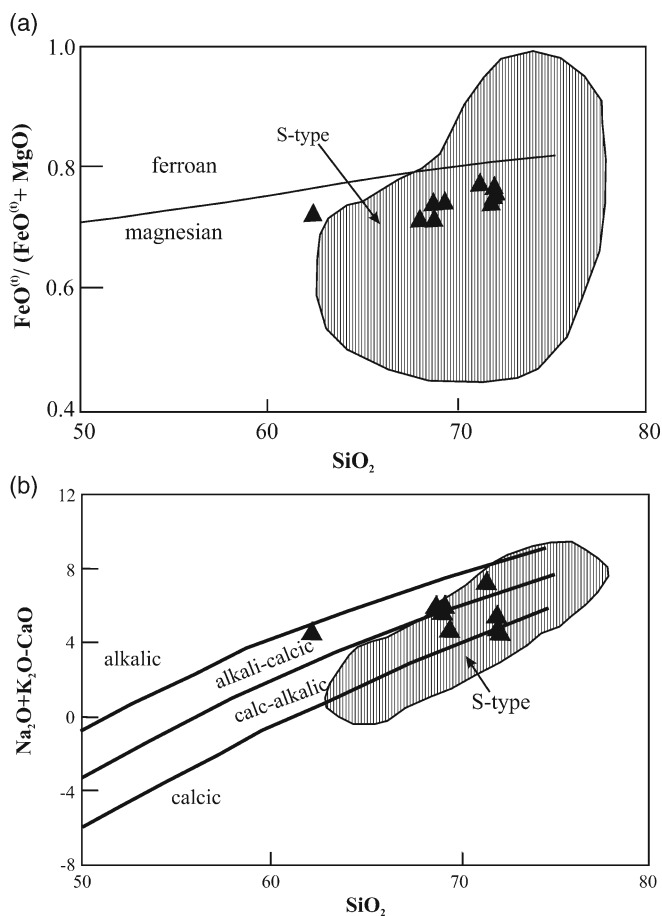 (a)
1.0
S-type
ferroan
0.8
magnesian
0.6
0.4
FeO⁽ᵗ⁾/ (FeO⁽ᵗ⁾+ MgO)
50
60
70
80
SiO₂
(b)
12
8
4
alkalic
alkali-calcic
calc-alkalic
S-type
0
calcic
-4
-8
Na₂O+K₂O-CaO
50
60
70
80
SiO₂